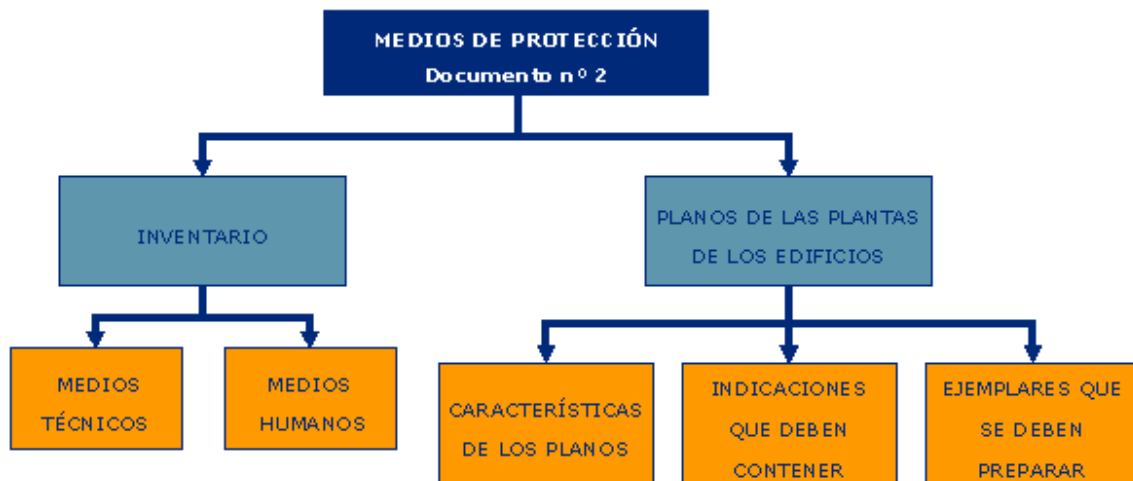 MEDIOS DE PROTECCIÓN
Documento nº 2
INVENTARIO
PLANOS DE LAS PLANTAS
DE LOS EDIFICIOS
MEDIOS
TÉCNICOS
MEDIOS
HUMANOS
CARACTERÍSTICAS
DE LOS PLANOS
INDICACIONES
QUE DEBEN
CONTENER
EJEMPLARES QUE
SE DEBEN
PREPARAR